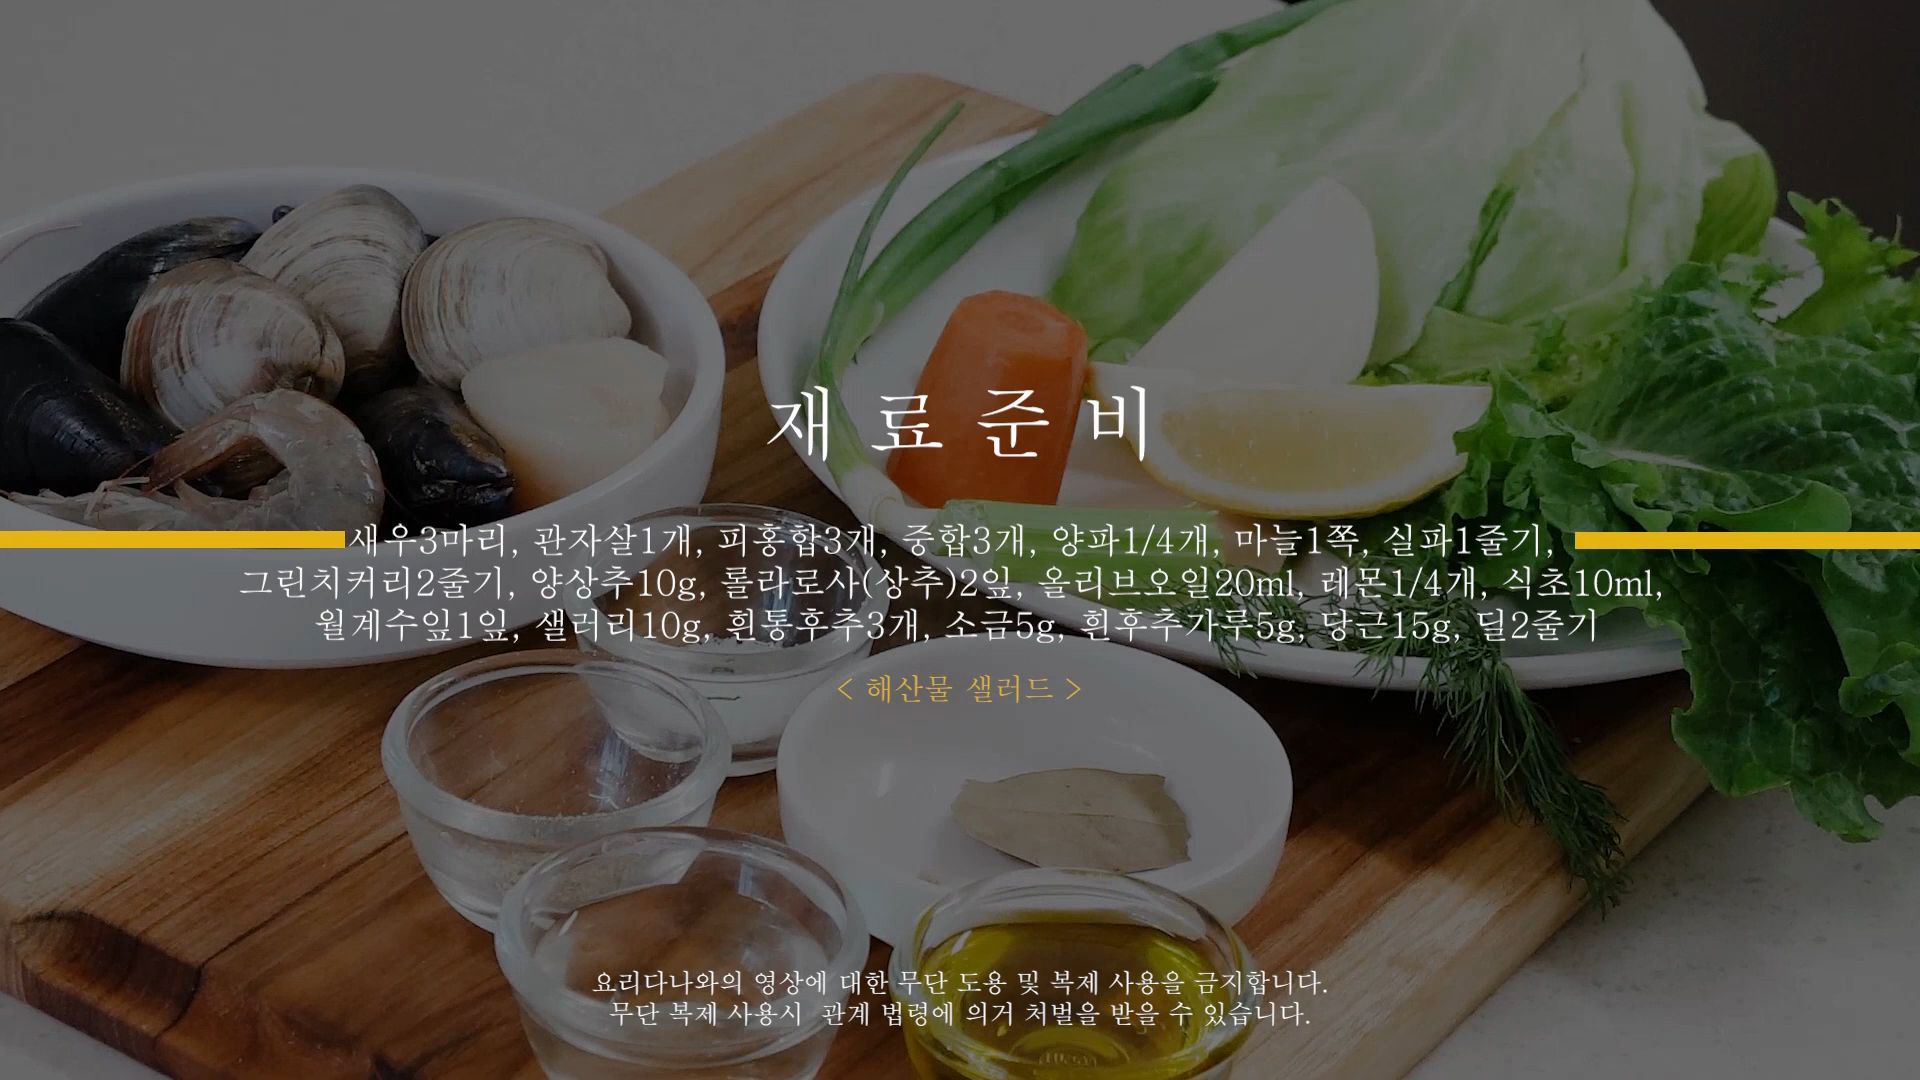 재료준비
새우3마리, 관자살1개, 피홍합3개, 중합3개, 양파1/4개, 마늘1쪽, 실파1줄기,
그린치커리2줄기, 양상추10g, 롤라로사(상추)2잎, 올리브오일20ml, 레몬1/4개, 식초10ml,
월계수잎1잎, 샐러리10g, 흰통후추3개, 소금5g, 흰후추가루5g, 당근15g, 딜2줄기
< 해산물 샐러드 >
요리다나와의 영상에 대한 무단 도용 및 복제 사용을 금지합니다.
무단 복제 사용시 관계 법령에 의거 처벌을 받을 수 있습니다.